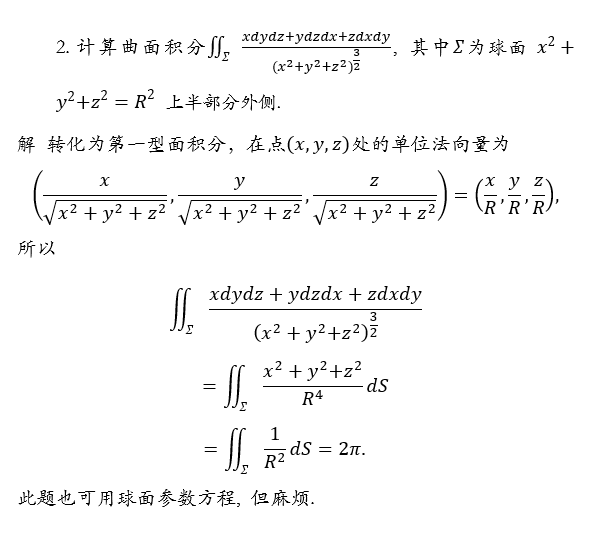 2. 计算曲面积分∬_Σ (xdydz+ydzdx+zdxdy)/(x²+y²+z²)^(3/2), 其中Σ为球面 x²+
y²+z² = R² 上半部分外侧.
解 转化为第一型面积分，在点(x, y, z)处的单位法向量为
(x/√(x² + y² + z²), y/√(x² + y² + z²), z/√(x² + y² + z²)) = (x/R, y/R, z/R),
所以
∬_Σ (xdydz + ydzdx + zdxdy)/(x² + y²+z²)^(3/2)
= ∬_Σ (x² + y²+z²)/R⁴ dS
= ∬_Σ 1/R² dS = 2π.
此题也可用球面参数方程, 但麻烦.